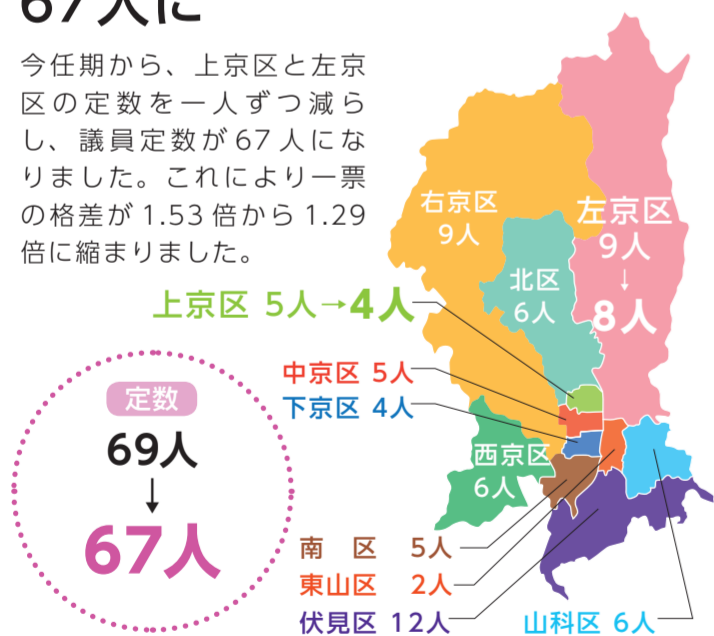 67人に
今任期から、上京区と左京
区の定数を一人ずつ減ら
し、議員定数が67人にな
りました。これにより一票
の格差が1.53倍から1.29
倍に縮まりました。
右京区
9人
左京区
9人
↓
8人
北区
6人
上京区 5人→4人
中京区 5人
下京区 4人
西京区
6人
定数
69人
↓
67人
南 区 5人
東山区 2人
伏見区 12人
山科区 6人